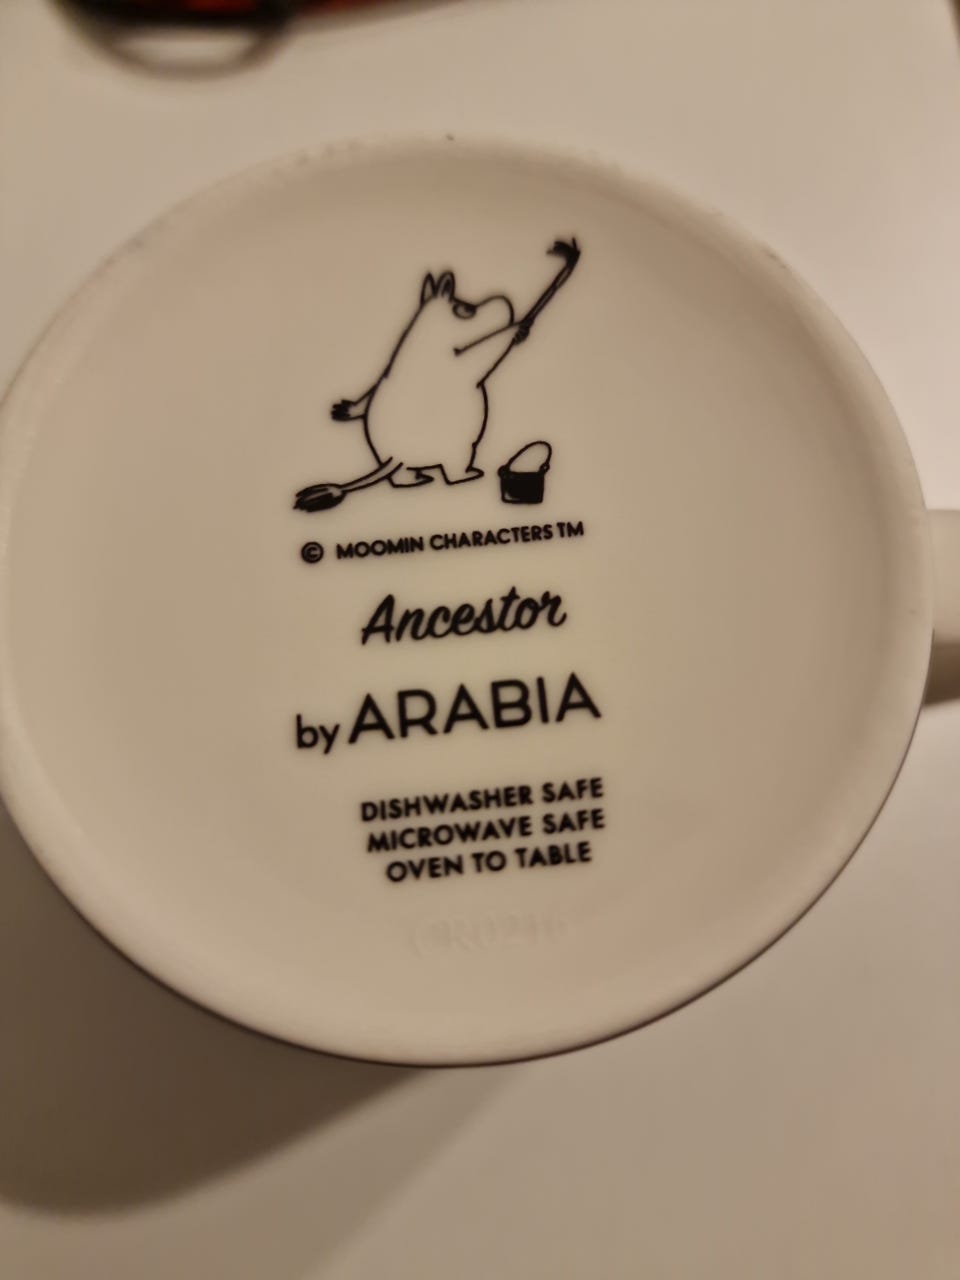 © MOOMIN CHARACTERS TM
Ancestor
by ARABIA
DISHWASHER SAFE
MICROWAVE SAFE
OVEN TO TABLE